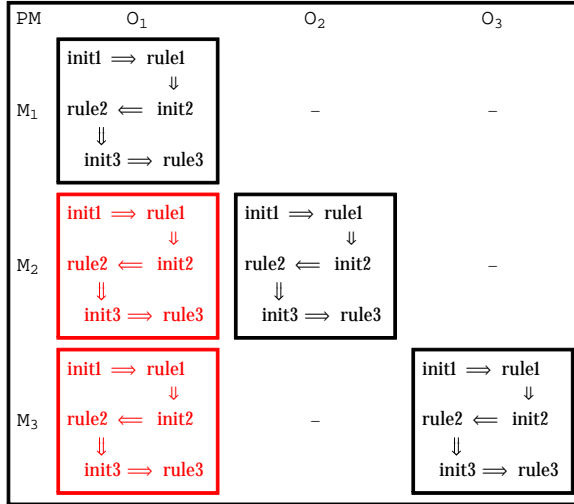 PM O₁ O₂ O₃
init1 ⟹ rule1
⇓
M₁ rule2 ⟸ init2 – –
⇓
init3 ⟹ rule3
init1 ⟹ rule1 init1 ⟹ rule1
⇓ ⇓
M₂ rule2 ⟸ init2 rule2 ⟸ init2 –
⇓ ⇓
init3 ⟹ rule3 init3 ⟹ rule3
init1 ⟹ rule1 init1 ⟹ rule1
⇓ ⇓
M₃ rule2 ⟸ init2 – rule2 ⟸ init2
⇓ ⇓
init3 ⟹ rule3 init3 ⟹ rule3